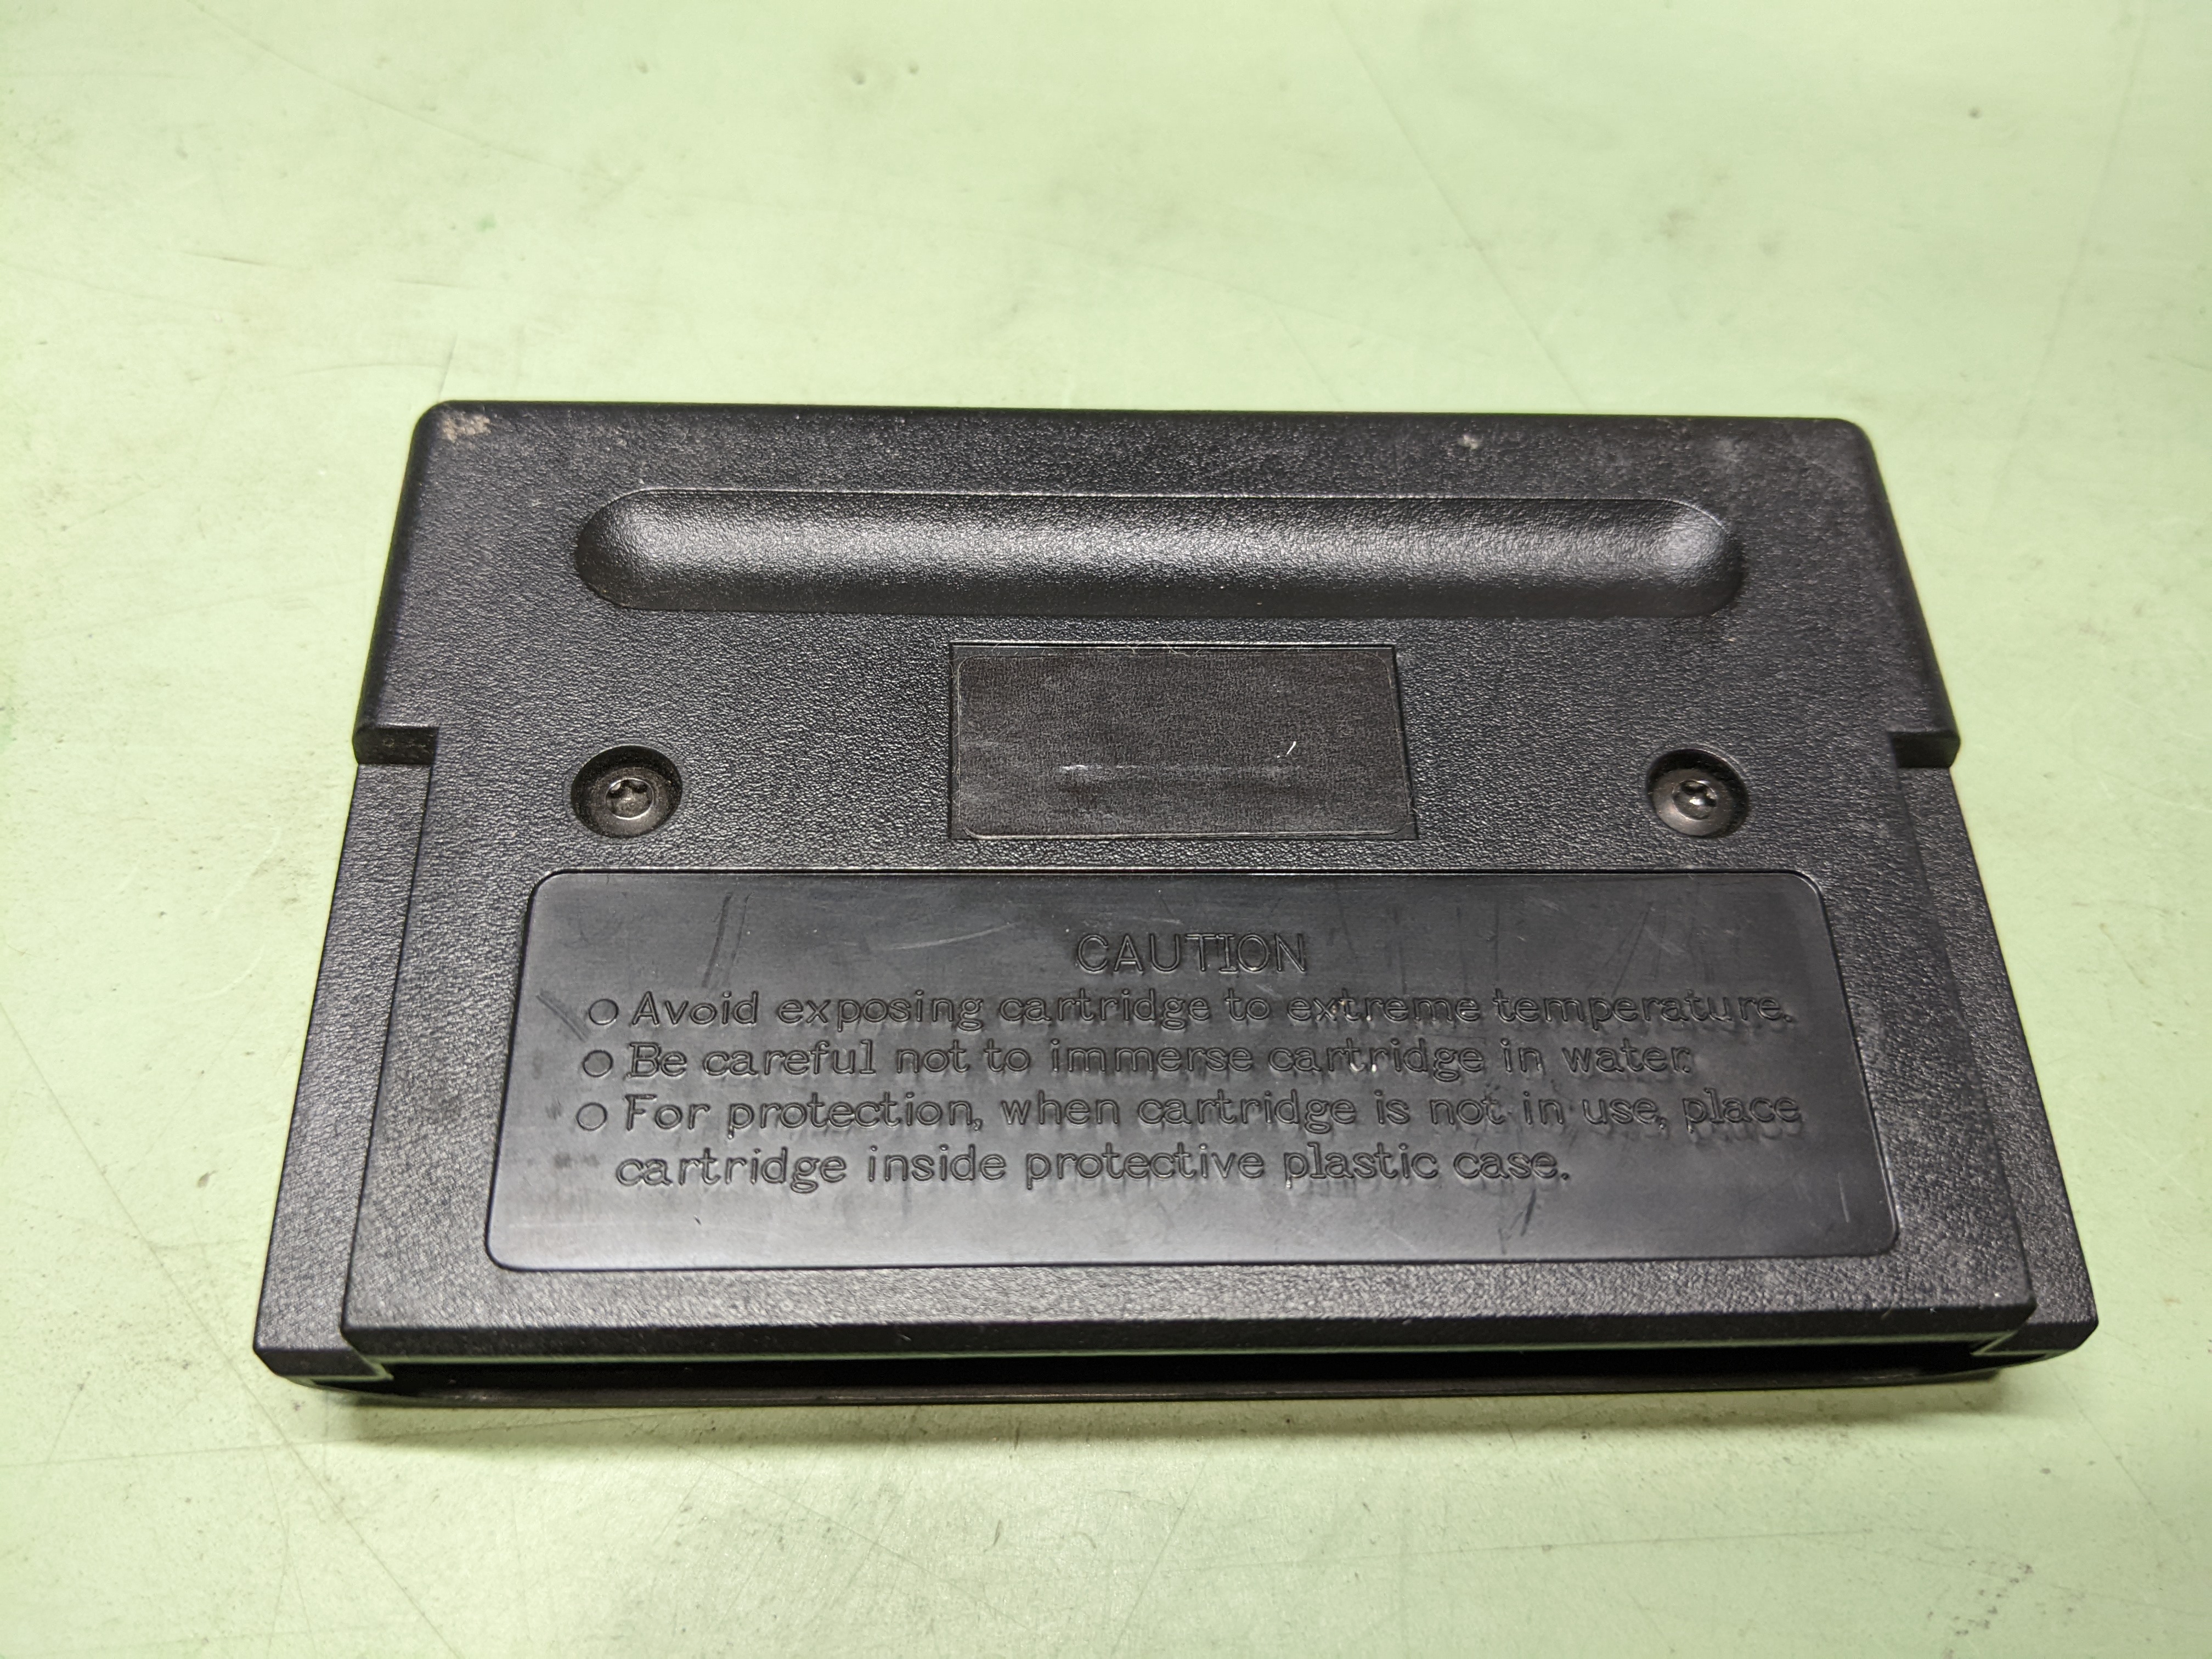 CAUTION
○ Avoid exposing cartridge to extreme temperature.
○ Be careful not to immerse cartridge in water.
○ For protection, when cartridge is not in use, place
cartridge inside protective plastic case.